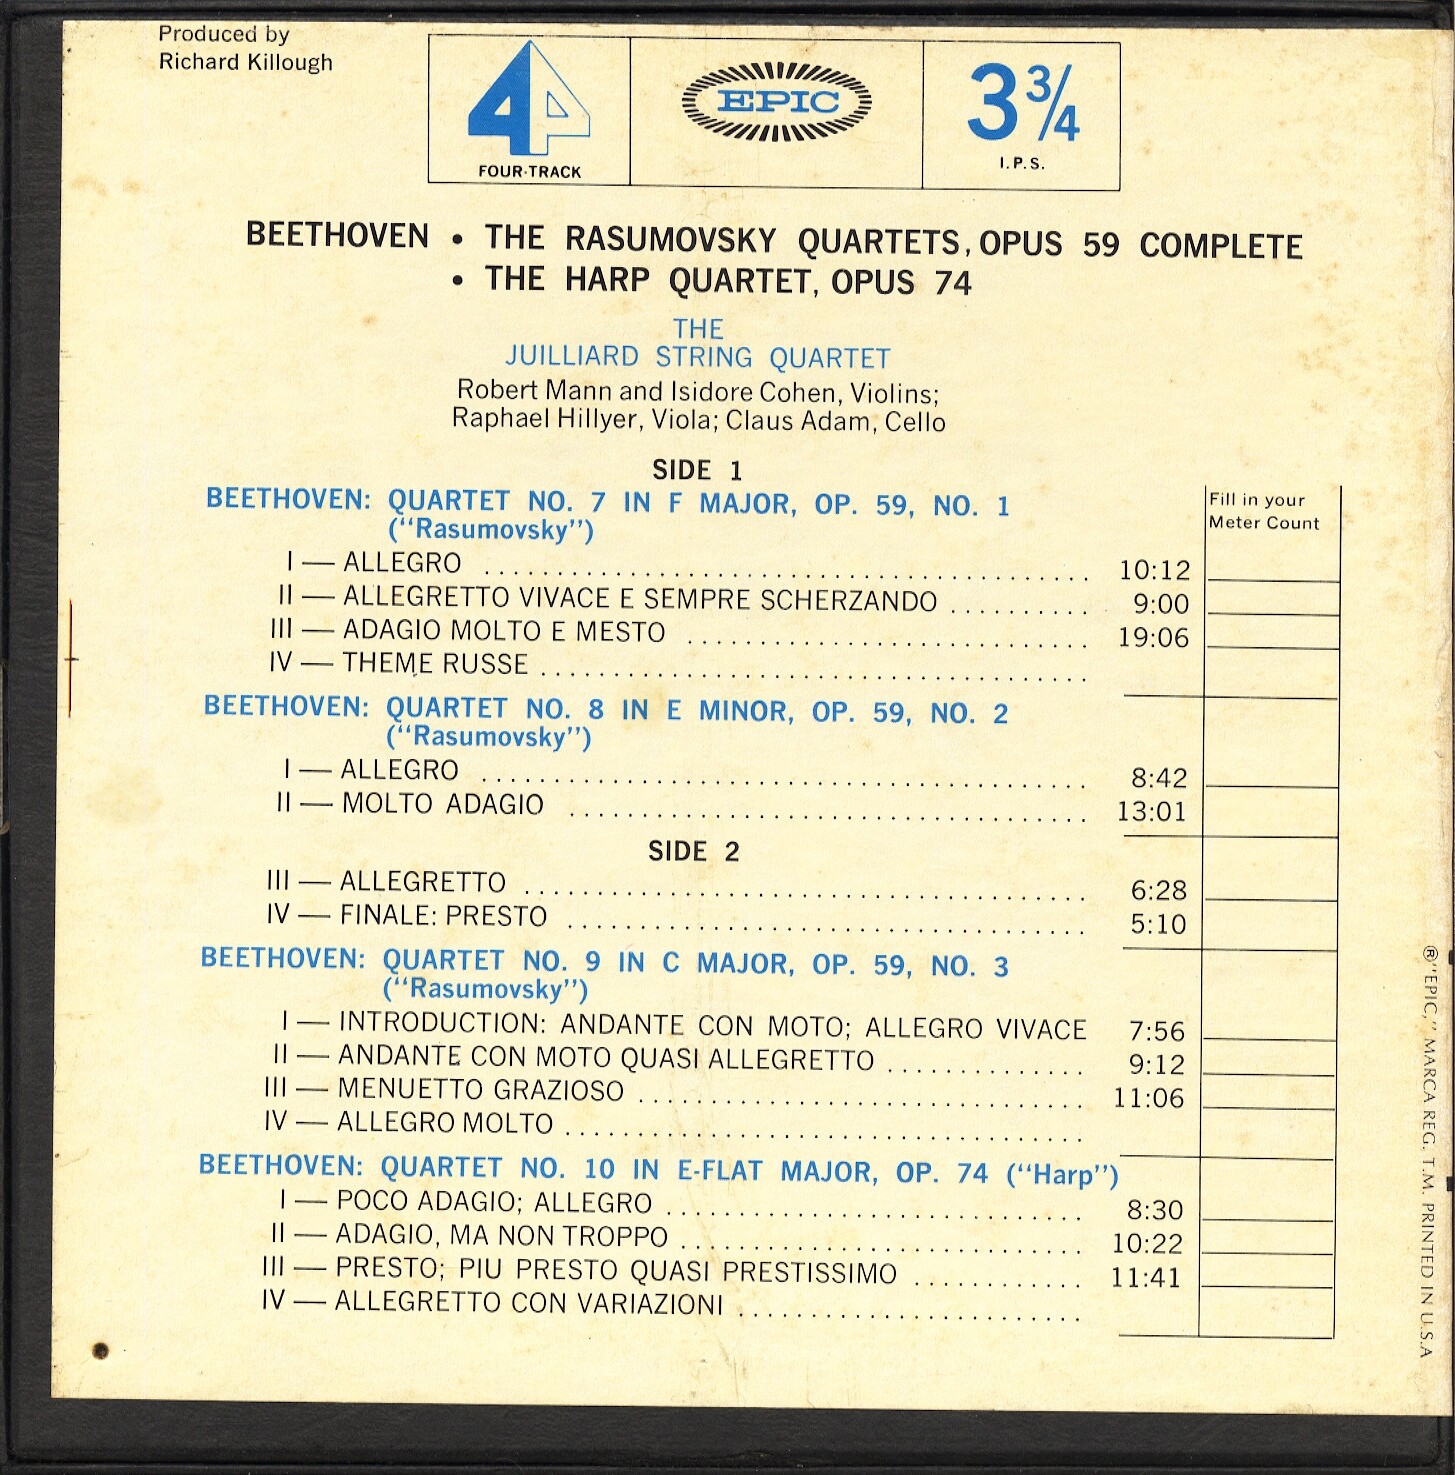 Produced by
Richard Killough
4
FOUR-TRACK
EPIC
3 3/4
I.P.S.
BEETHOVEN • THE RASUMOVSKY QUARTETS, OPUS 59 COMPLETE
• THE HARP QUARTET, OPUS 74
THE
JUILLIARD STRING QUARTET
Robert Mann and Isidore Cohen, Violins;
Raphael Hillyer, Viola; Claus Adam, Cello
SIDE 1
Fill in your
Meter Count
BEETHOVEN: QUARTET NO. 7 IN F MAJOR, OP. 59, NO. 1
(“Rasumovsky”)
I — ALLEGRO 10:12
II — ALLEGRETTO VIVACE E SEMPRE SCHERZANDO 9:00
III — ADAGIO MOLTO E MESTO 19:06
IV — THEME RUSSE
BEETHOVEN: QUARTET NO. 8 IN E MINOR, OP. 59, NO. 2
(“Rasumovsky”)
I — ALLEGRO 8:42
II — MOLTO ADAGIO 13:01
SIDE 2
III — ALLEGRETTO 6:28
IV — FINALE: PRESTO 5:10
BEETHOVEN: QUARTET NO. 9 IN C MAJOR, OP. 59, NO. 3
(“Rasumovsky”)
I — INTRODUCTION: ANDANTE CON MOTO; ALLEGRO VIVACE 7:56
II — ANDANTE CON MOTO QUASI ALLEGRETTO 9:12
III — MENUETTO GRAZIOSO 11:06
IV — ALLEGRO MOLTO
BEETHOVEN: QUARTET NO. 10 IN E-FLAT MAJOR, OP. 74 (“Harp”)
I — POCO ADAGIO; ALLEGRO 8:30
II — ADAGIO, MA NON TROPPO 10:22
III — PRESTO; PIU PRESTO QUASI PRESTISSIMO 11:41
IV — ALLEGRETTO CON VARIAZIONI
®“EPIC,” MARCA REG. T.M. PRINTED IN U.S.A